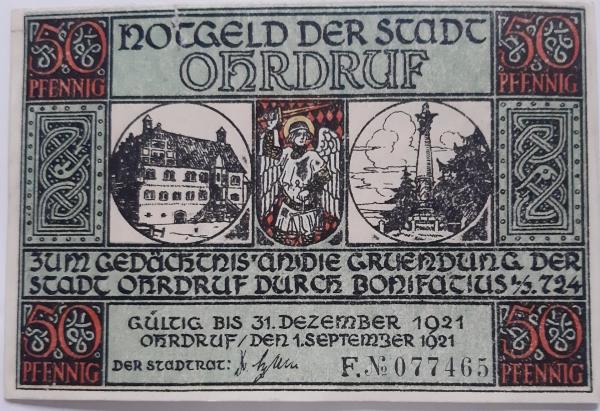 50 PFENNIG
NOTGELD DER STADT
OHRDRUF
50 PFENNIG
ZUM GEDÄCHTNIS AN DIE GRUENDUNG DER
STADT OHRDRUF DURCH BONIFATIUS 724
50 PFENNIG
GÜLTIG BIS 31. DEZEMBER 1921
OHRDRUF / DEN 1. SEPTEMBER 1921
DER STADTRAT:
F. № 077465
50 PFENNIG